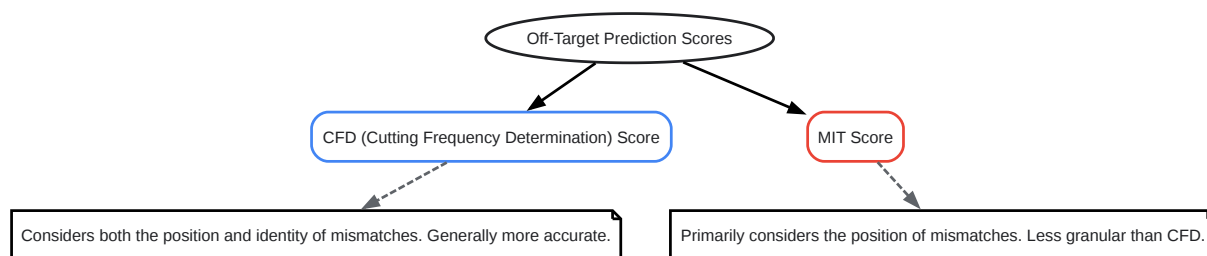 Off-Target Prediction Scores
CFD (Cutting Frequency Determination) Score
MIT Score
Considers both the position and identity of mismatches. Generally more accurate.
Primarily considers the position of mismatches. Less granular than CFD.